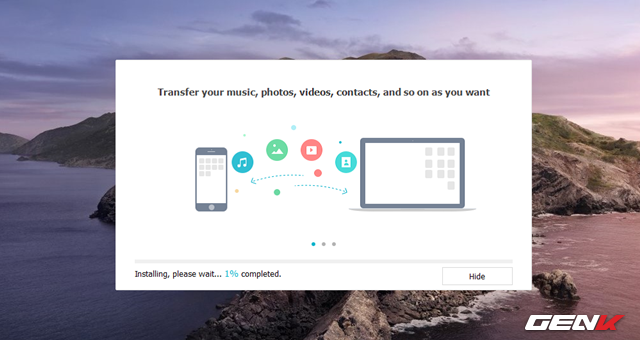 Transfer your music, photos, videos, contacts, and so on as you want
Installing, please wait... 1% completed.
Hide
GENK